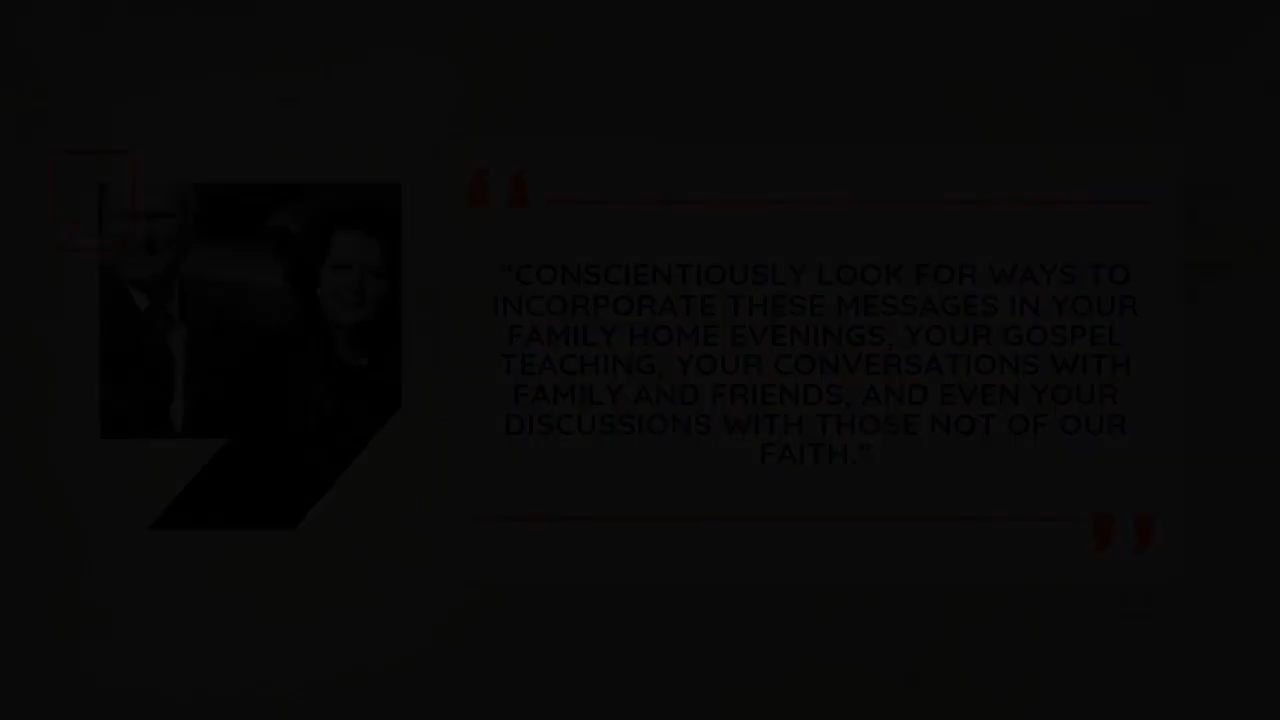 "CONSCIENTIOUSLY LOOK FOR WAYS TO
INCORPORATE THESE MESSAGES IN YOUR
FAMILY HOME EVENINGS, YOUR GOSPEL
TEACHING, YOUR CONVERSATIONS WITH
FAMILY AND FRIENDS, AND EVEN YOUR
DISCUSSIONS WITH THOSE NOT OF OUR
FAITH."